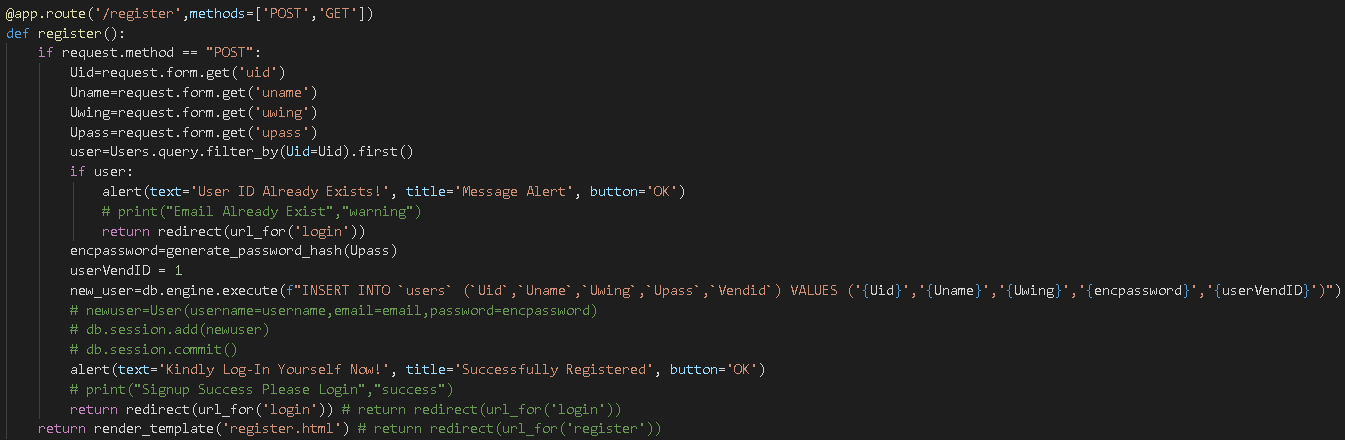 @app.route('/register',methods=['POST','GET'])
def register():
    if request.method == "POST":
        Uid=request.form.get('uid')
        Uname=request.form.get('uname')
        Uwing=request.form.get('uwing')
        Upass=request.form.get('upass')
        user=Users.query.filter_by(Uid=Uid).first()
        if user:
            alert(text='User ID Already Exists!', title='Message Alert', button='OK')
            # print("Email Already Exist","warning")
            return redirect(url_for('login'))
        encpassword=generate_password_hash(Upass)
        userVendID = 1
        new_user=db.engine.execute(f"INSERT INTO `users` (`Uid`,`Uname`,`Uwing`,`Upass`,`Vendid`) VALUES ('{Uid}','{Uname}','{Uwing}','{encpassword}','{userVendID}')")
        # newuser=User(username=username,email=email,password=encpassword)
        # db.session.add(newuser)
        # db.session.commit()
        alert(text='Kindly Log-In Yourself Now!', title='Successfully Registered', button='OK')
        # print("Signup Success Please Login","success")
        return redirect(url_for('login')) # return redirect(url_for('login'))
    return render_template('register.html') # return redirect(url_for('register'))